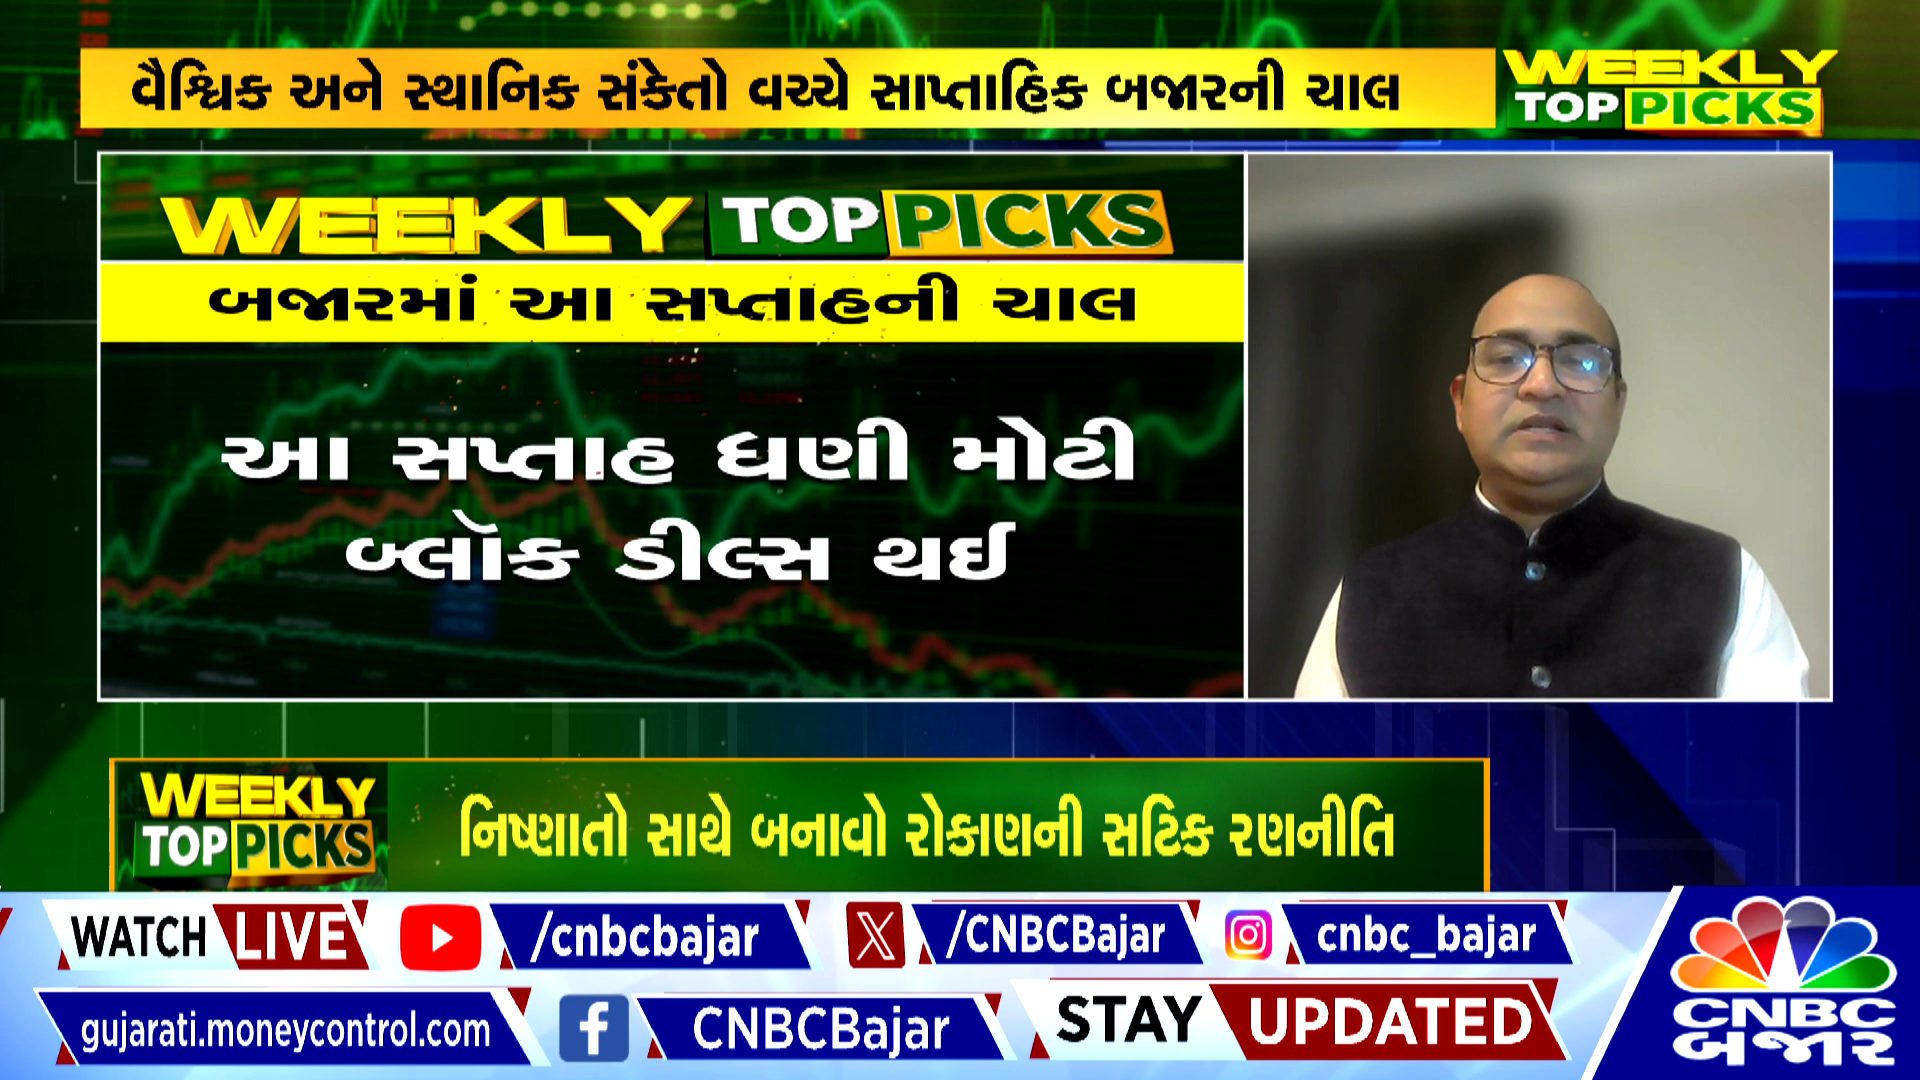 વૈશ્વિક અને સ્થાનિક સંકેતો વચ્ચે સાપ્તાહિક બજારની ચાલ
WEEKLY
TOP PICKS
WEEKLY TOP PICKS
બજારમાં આ સપ્તાહની ચાલ
આ સપ્તાહ ઘણી મોટી
બ્લૉક ડીલ્સ થઈ
WEEKLY
TOP PICKS
નિષ્ણાતો સાથે બનાવો રોકાણની સટિક રણનીતિ
WATCH LIVE /cnbcbajar /CNBCBajar cnbc_bajar
gujarati.moneycontrol.com CNBCBajar STAY UPDATED
CNBC
બજાર